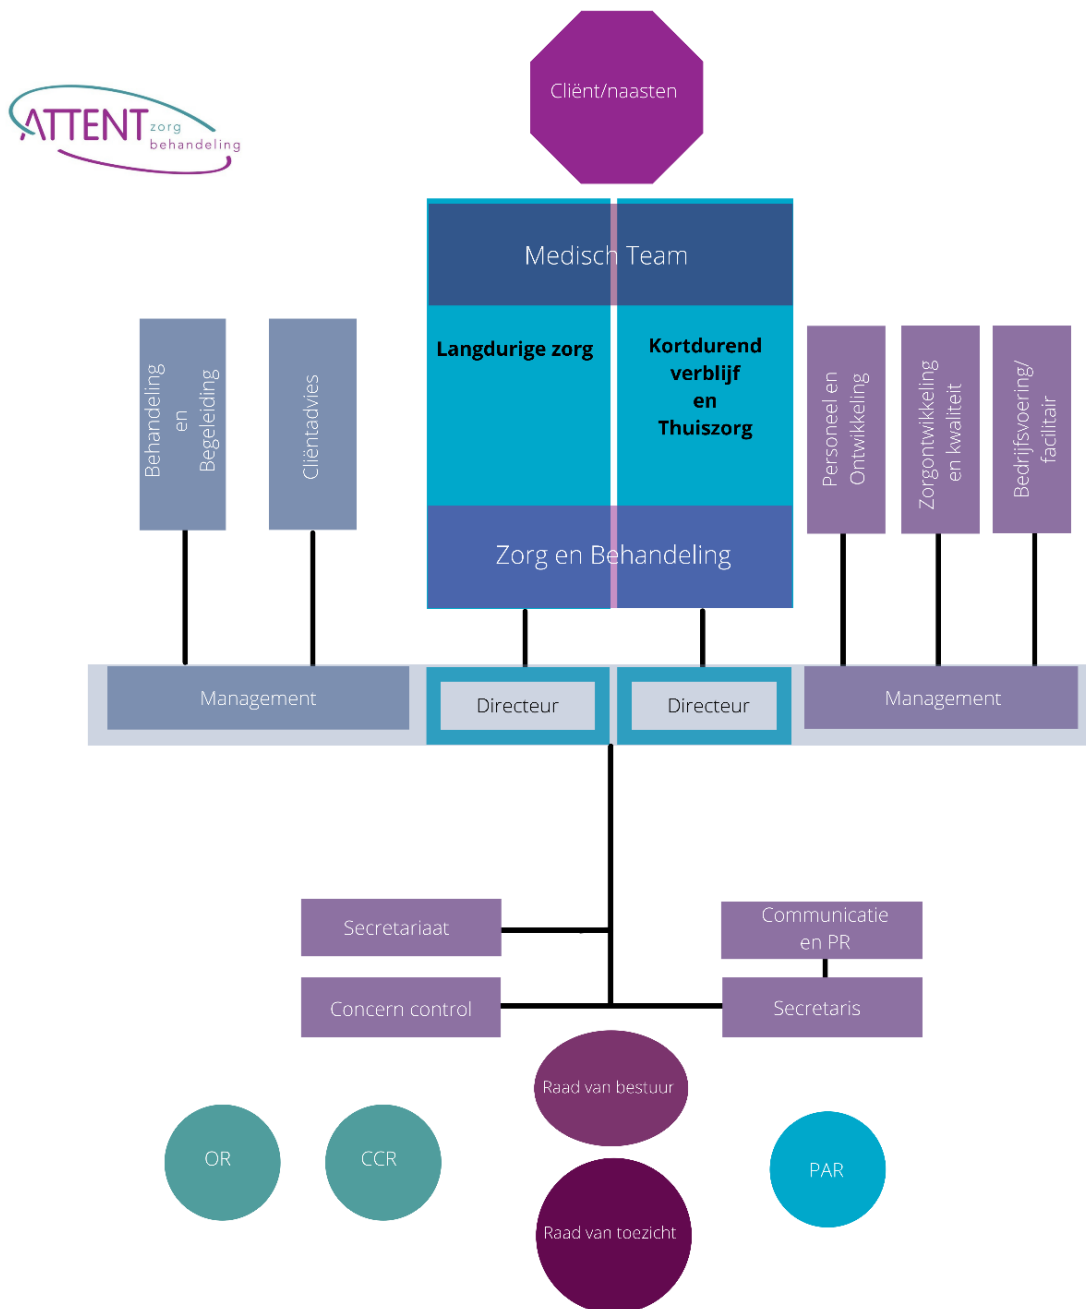 Cliënt/naasten
ATTENT zorg
behandeling
Medisch Team
Langdurige zorg
Kortdurend
verblijf
en
Thuiszorg
Behandeling
en
Begeleiding
Cliëntadvies
Personeel en
Ontwikkeling
Zorgontwikkeling
en kwaliteit
Bedrijfsvoering/
facilitair
Zorg en Behandeling
Management
Directeur
Directeur
Management
Secretariaat
Communicatie
en PR
Concern control
Secretaris
Raad van bestuur
OR
CCR
PAR
Raad van toezicht